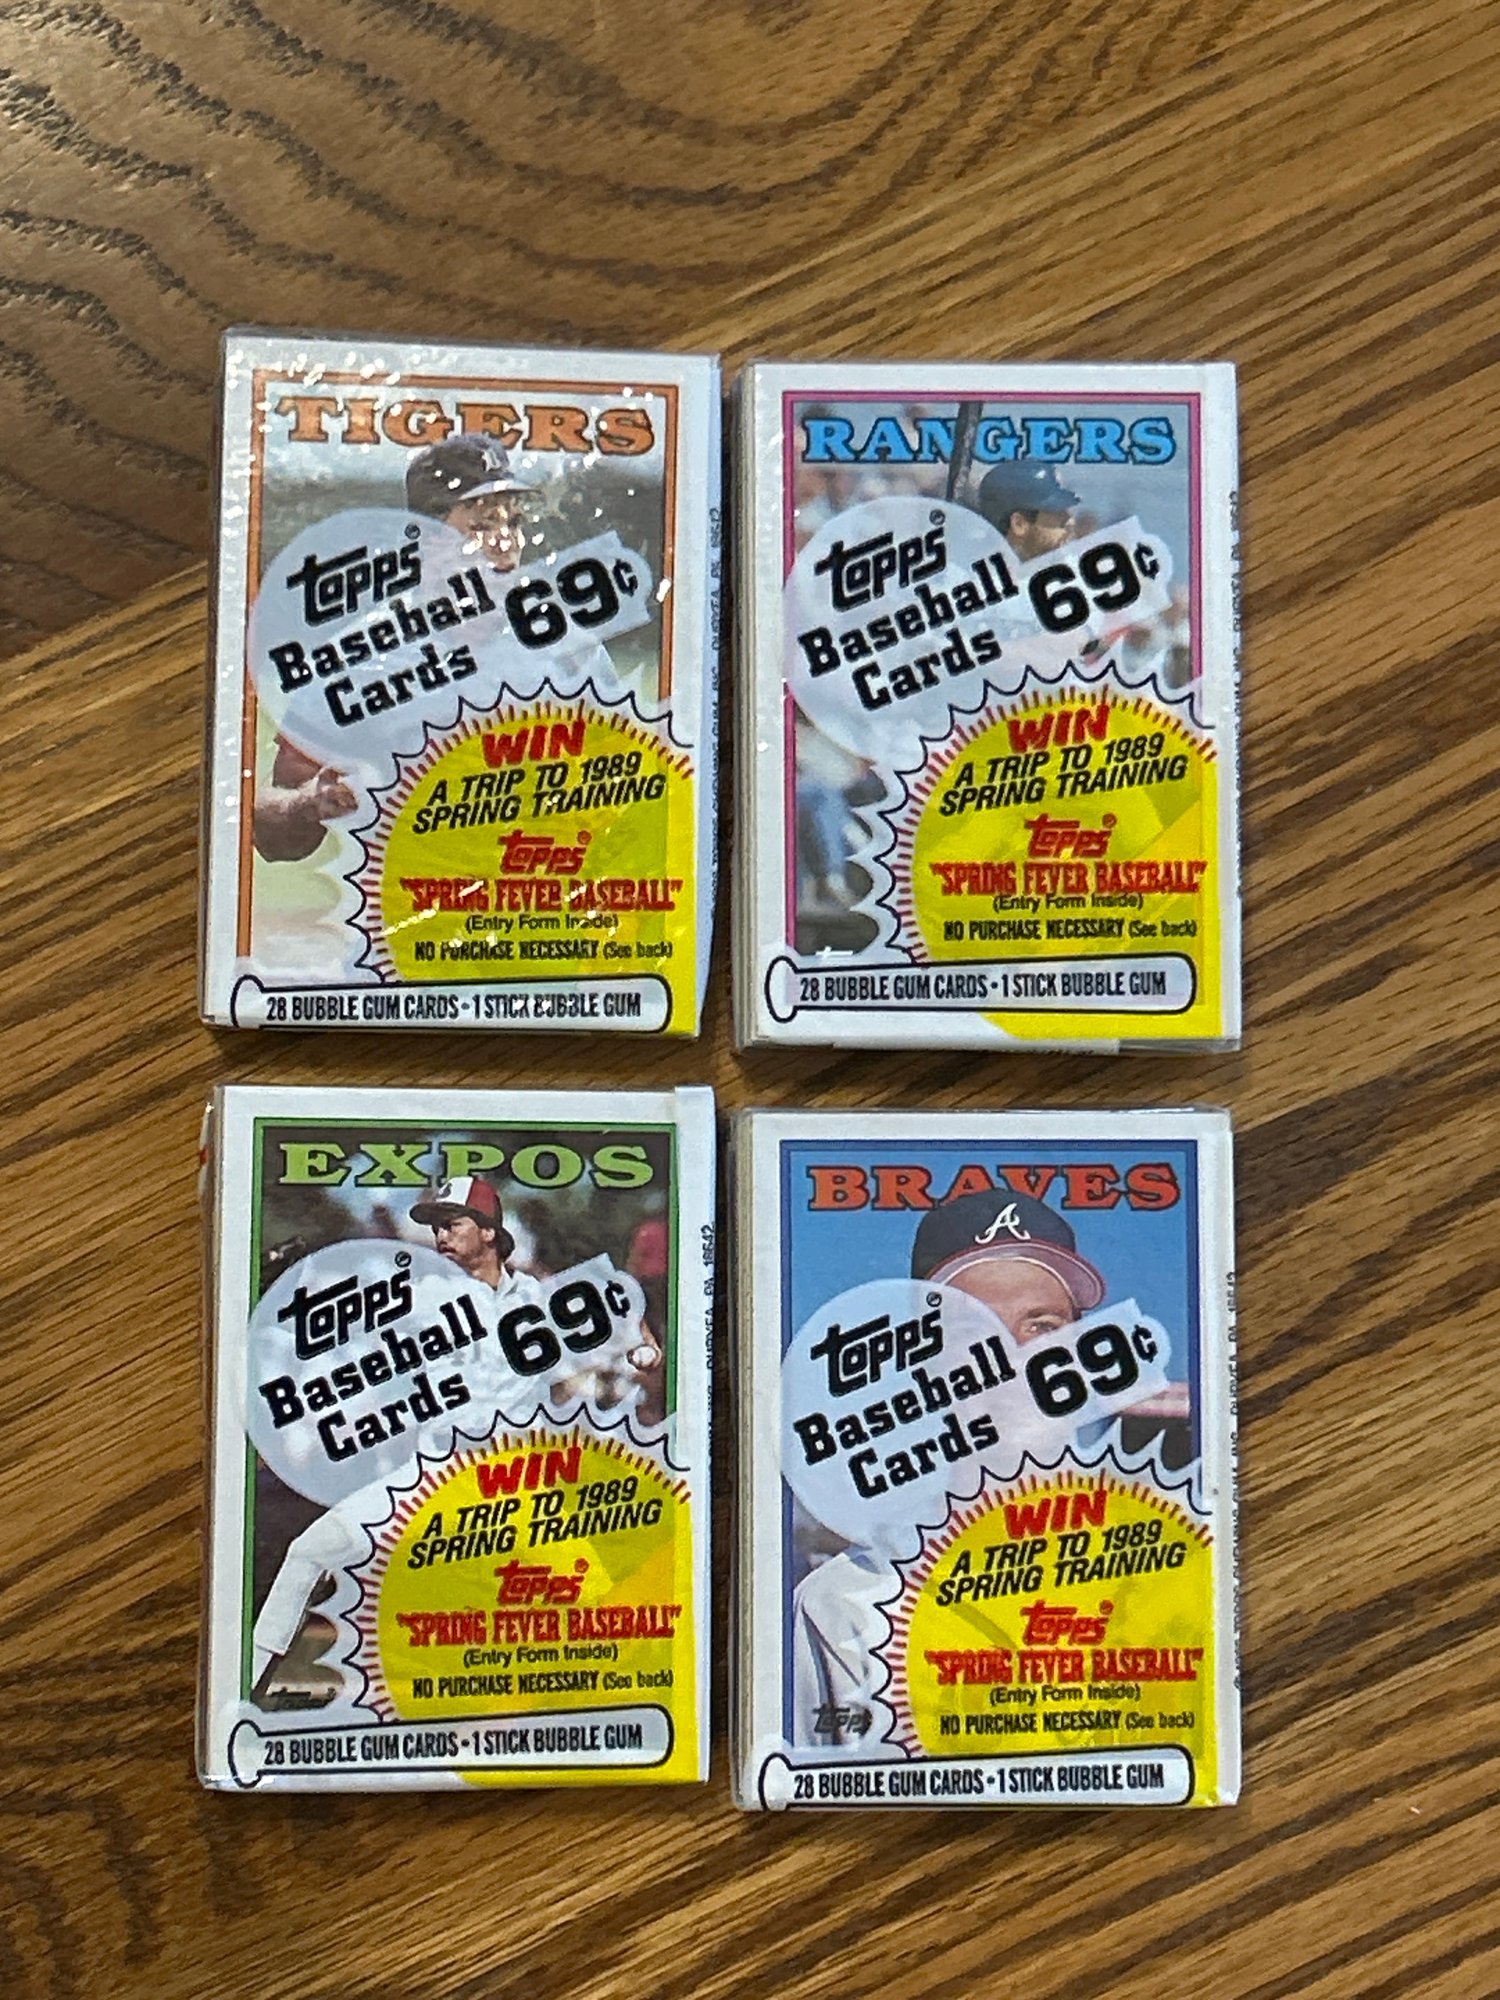 TIGERS
Topps®
Baseball
Cards
69¢
WIN
A TRIP TO 1989
SPRING TRAINING
Topps®
"SPRING FEVER BASEBALL"
(Entry Form Inside)
NO PURCHASE NECESSARY (See back)
28 BUBBLE GUM CARDS • 1 STICK BUBBLE GUM
RANGERS
Topps®
Baseball
Cards
69¢
WIN
A TRIP TO 1989
SPRING TRAINING
Topps®
"SPRING FEVER BASEBALL"
(Entry Form Inside)
NO PURCHASE NECESSARY (See back)
28 BUBBLE GUM CARDS • 1 STICK BUBBLE GUM
EXPOS
Topps®
Baseball
Cards
69¢
WIN
A TRIP TO 1989
SPRING TRAINING
Topps®
"SPRING FEVER BASEBALL"
(Entry Form Inside)
NO PURCHASE NECESSARY (See back)
28 BUBBLE GUM CARDS • 1 STICK BUBBLE GUM
DURYEA PA 18642
BRAVES
A
Topps®
Baseball
Cards
69¢
WIN
A TRIP TO 1989
SPRING TRAINING
Topps®
"SPRING FEVER BASEBALL"
(Entry Form Inside)
NO PURCHASE NECESSARY (See back)
Topps
28 BUBBLE GUM CARDS • 1 STICK BUBBLE GUM